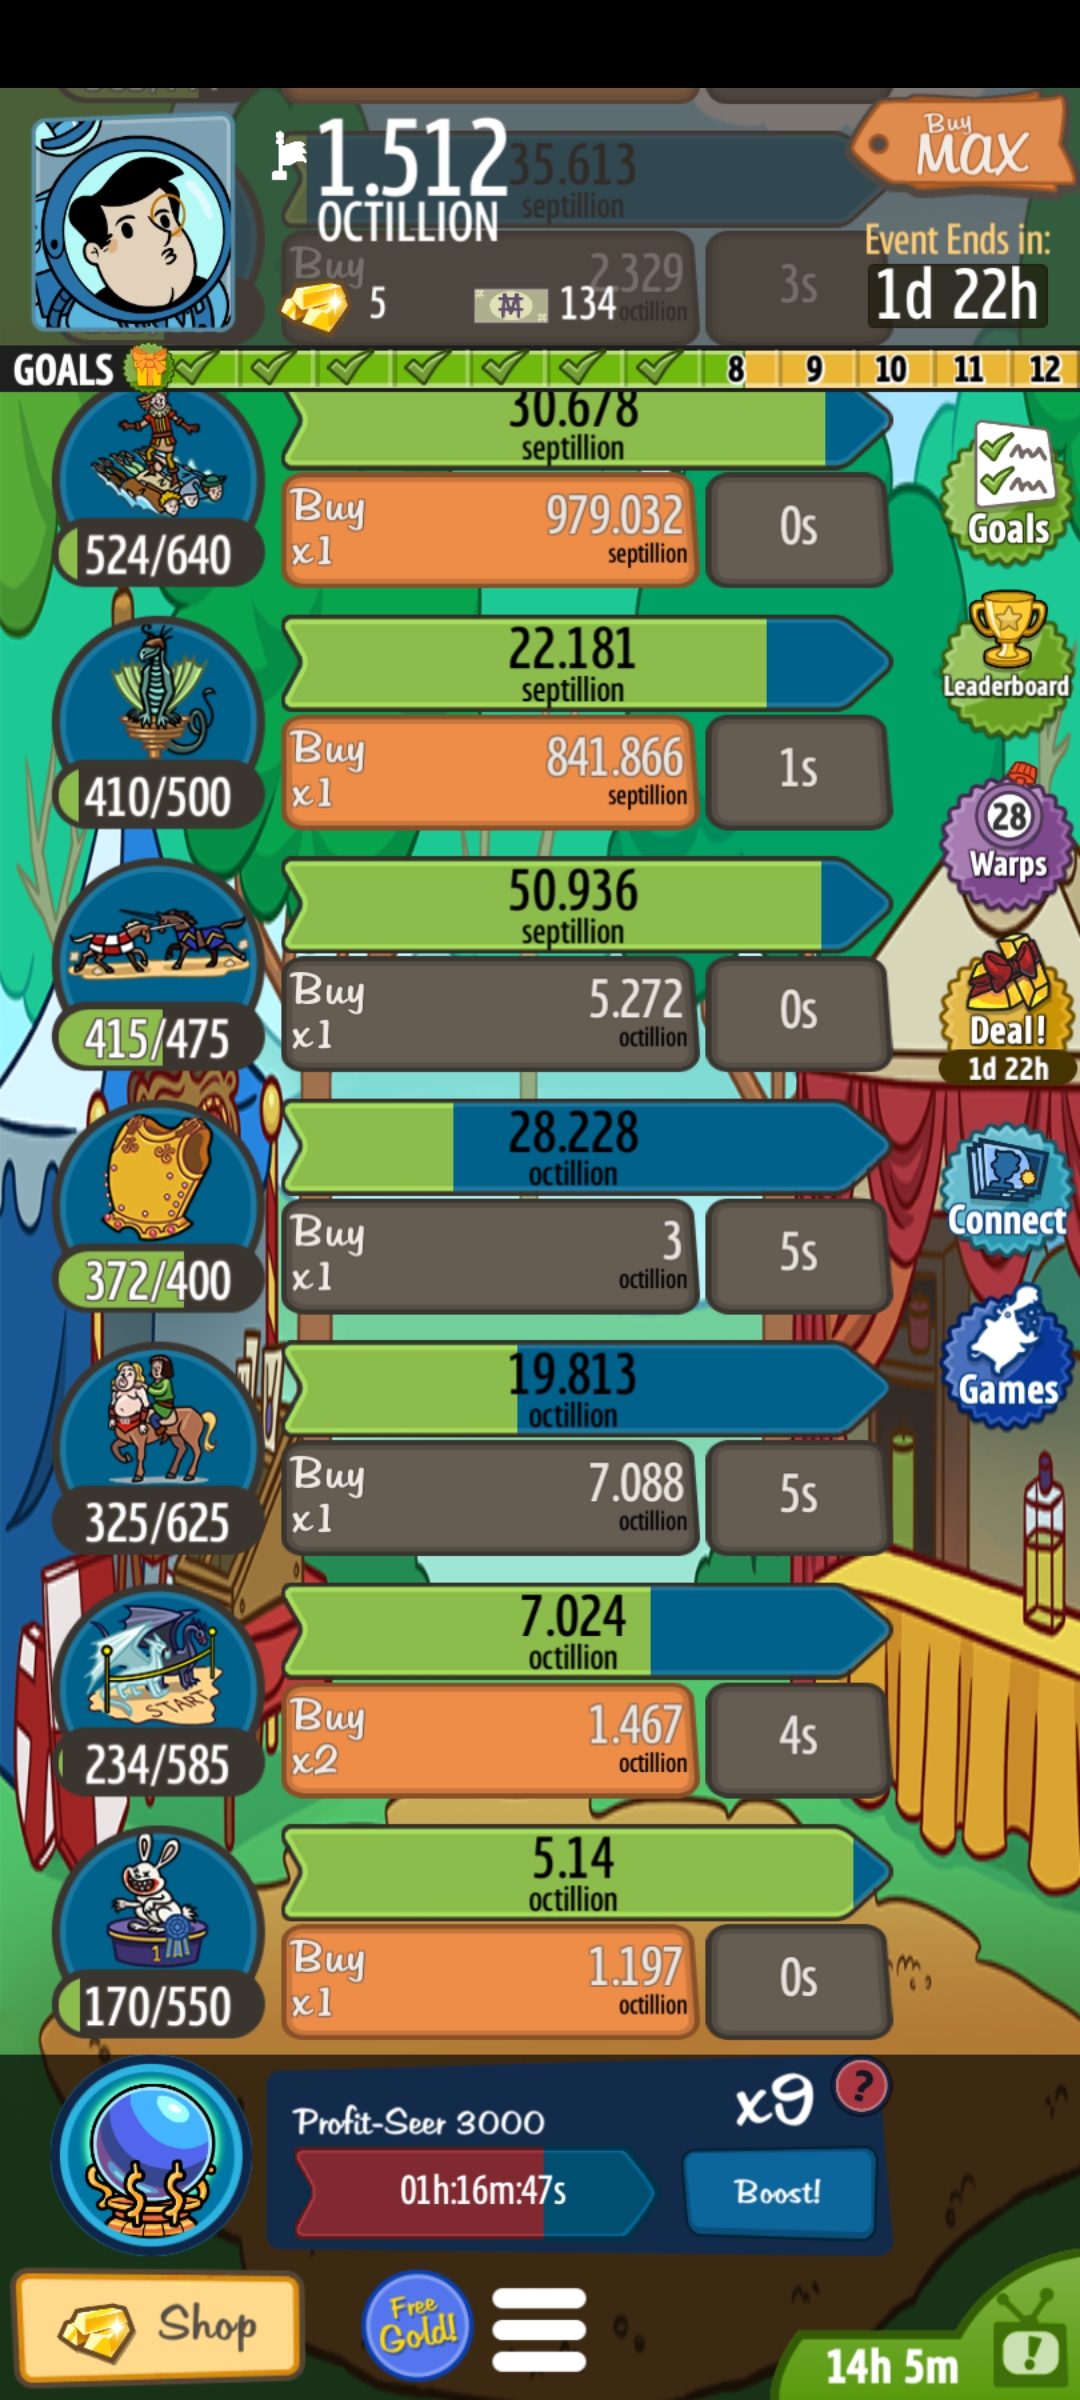 1.512
OCTILLION
35.613
septillion
Buy
MAX
Event Ends in:
1d 22h
Buy
2.329
octillion
3s
5
134
GOALS
8 9 10 11 12
30.678
septillion
Buy
x1
979.032
septillion
0s
524/640
Goals
22.181
septillion
Buy
x1
841.866
septillion
1s
410/500
Leaderboard
28
Warps
50.936
septillion
Buy
x1
5.272
octillion
0s
415/475
Deal!
1d 22h
28.228
octillion
Buy
x1
3
octillion
5s
372/400
Connect
19.813
octillion
Buy
x1
7.088
octillion
5s
325/625
Games
7.024
octillion
START
Buy
x2
1.467
octillion
4s
234/585
5.14
octillion
1
Buy
x1
1.197
octillion
0s
170/550
Profit-Seer 3000
x9
?
01h:16m:47s
Boost!
Shop
Free
Gold!
14h 5m
!